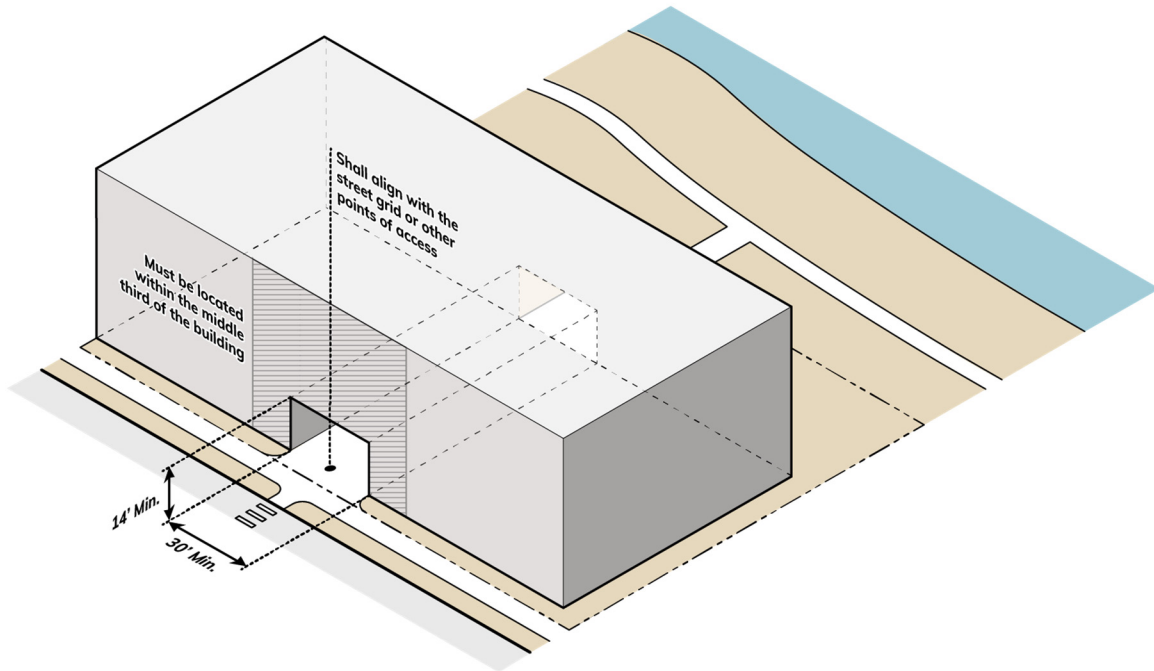 Shall align with the
street grid or other
points of access
Must be located
within the middle
third of the building
14' Min.
30' Min.